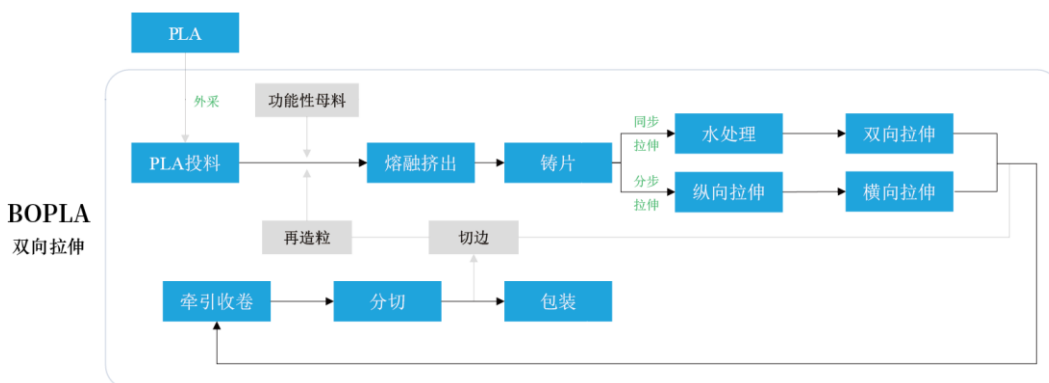 PLA
外采
功能性母料
PLA投料
熔融挤出
铸片
同步
拉伸
水处理
双向拉伸
分步
拉伸
纵向拉伸
横向拉伸
BOPLA
双向拉伸
再造粒
切边
牵引收卷
分切
包装